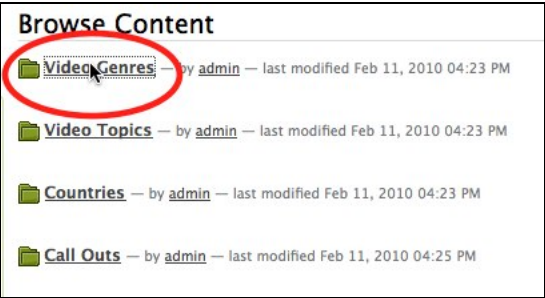 Browse Content
Video Genres — by admin — last modified Feb 11, 2010 04:23 PM
Video Topics — by admin — last modified Feb 11, 2010 04:23 PM
Countries — by admin — last modified Feb 11, 2010 04:23 PM
Call Outs — by admin — last modified Feb 11, 2010 04:25 PM